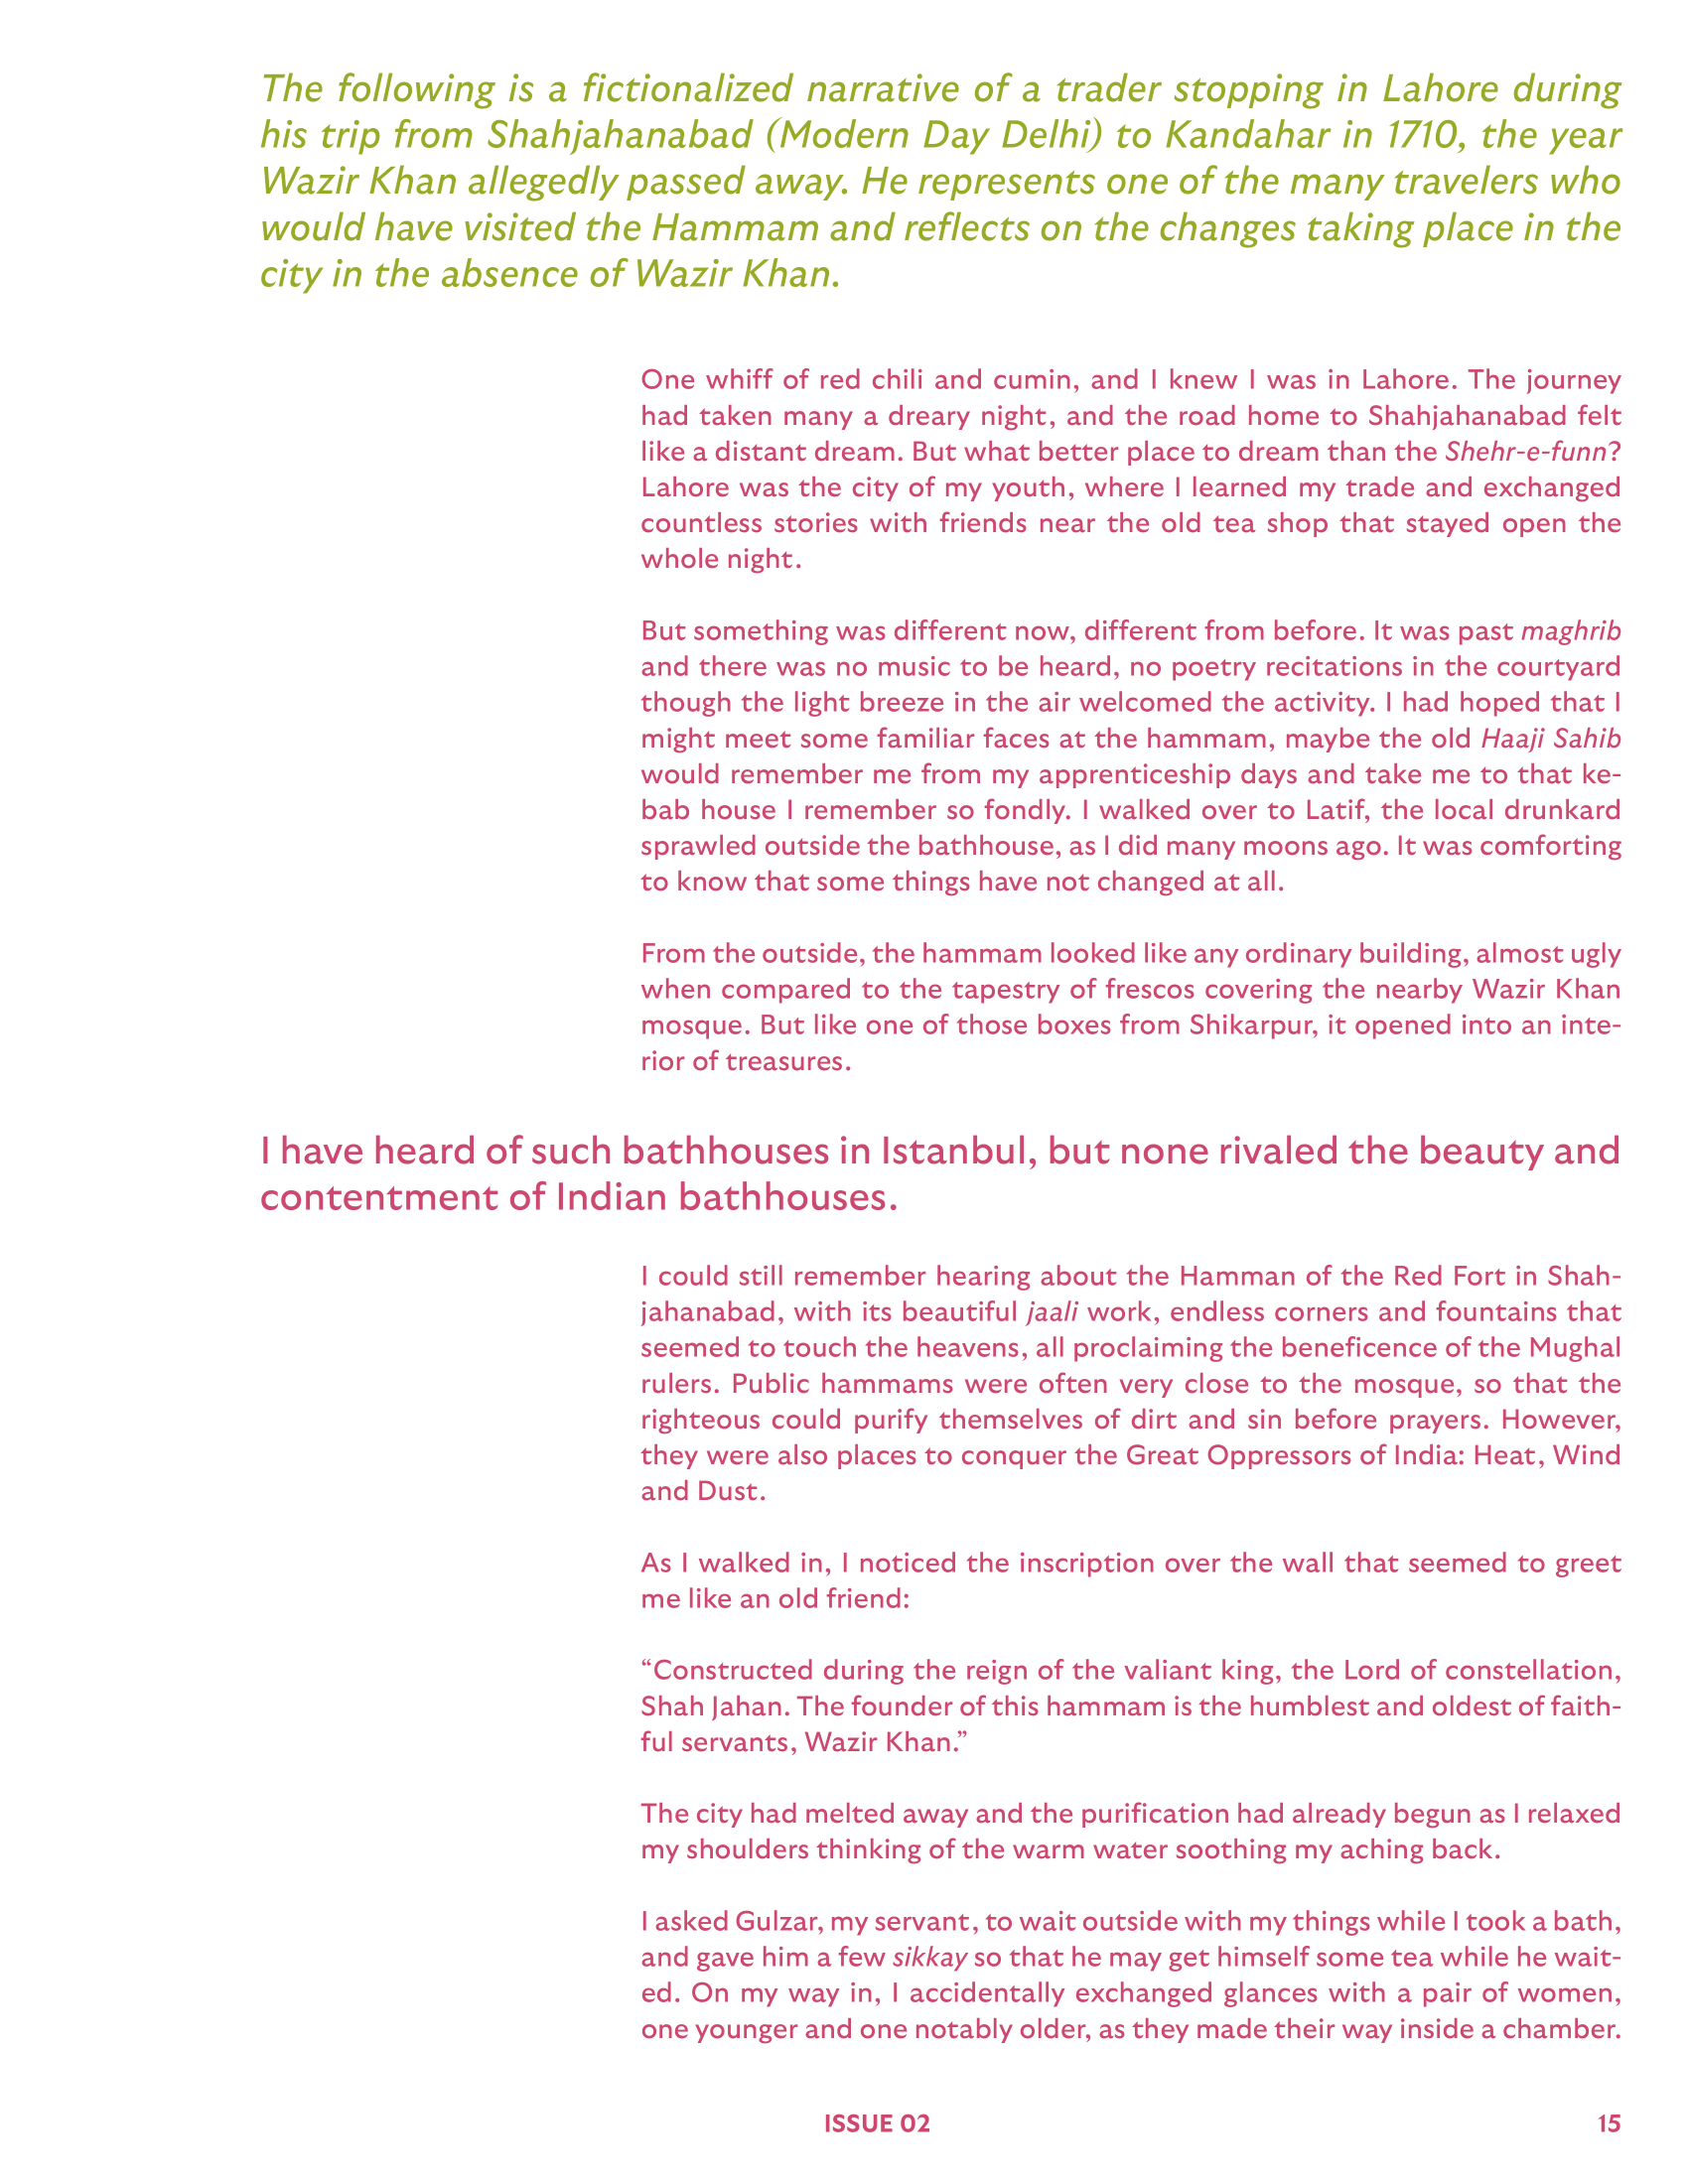 The following is a fictionalized narrative of a trader stopping in Lahore during
his trip from Shahjahanabad (Modern Day Delhi) to Kandahar in 1710, the year
Wazir Khan allegedly passed away. He represents one of the many travelers who
would have visited the Hammam and reflects on the changes taking place in the
city in the absence of Wazir Khan.
One whiff of red chili and cumin, and I knew I was in Lahore. The journey
had taken many a dreary night, and the road home to Shahjahanabad felt
like a distant dream. But what better place to dream than the Shehr-e-funn?
Lahore was the city of my youth, where I learned my trade and exchanged
countless stories with friends near the old tea shop that stayed open the
whole night.
But something was different now, different from before. It was past maghrib
and there was no music to be heard, no poetry recitations in the courtyard
though the light breeze in the air welcomed the activity. I had hoped that I
might meet some familiar faces at the hammam, maybe the old Haaji Sahib
would remember me from my apprenticeship days and take me to that ke-
bab house I remember so fondly. I walked over to Latif, the local drunkard
sprawled outside the bathhouse, as I did many moons ago. It was comforting
to know that some things have not changed at all.
From the outside, the hammam looked like any ordinary building, almost ugly
when compared to the tapestry of frescos covering the nearby Wazir Khan
mosque. But like one of those boxes from Shikarpur, it opened into an inte-
rior of treasures.
I have heard of such bathhouses in Istanbul, but none rivaled the beauty and
contentment of Indian bathhouses.
I could still remember hearing about the Hamman of the Red Fort in Shah-
jahanabad, with its beautiful jaali work, endless corners and fountains that
seemed to touch the heavens, all proclaiming the beneficence of the Mughal
rulers. Public hammams were often very close to the mosque, so that the
righteous could purify themselves of dirt and sin before prayers. However,
they were also places to conquer the Great Oppressors of India: Heat, Wind
and Dust.
As I walked in, I noticed the inscription over the wall that seemed to greet
me like an old friend:
“Constructed during the reign of the valiant king, the Lord of constellation,
Shah Jahan. The founder of this hammam is the humblest and oldest of faith-
ful servants, Wazir Khan.”
The city had melted away and the purification had already begun as I relaxed
my shoulders thinking of the warm water soothing my aching back.
I asked Gulzar, my servant, to wait outside with my things while I took a bath,
and gave him a few sikkay so that he may get himself some tea while he wait-
ed. On my way in, I accidentally exchanged glances with a pair of women,
one younger and one notably older, as they made their way inside a chamber.
ISSUE 02
15